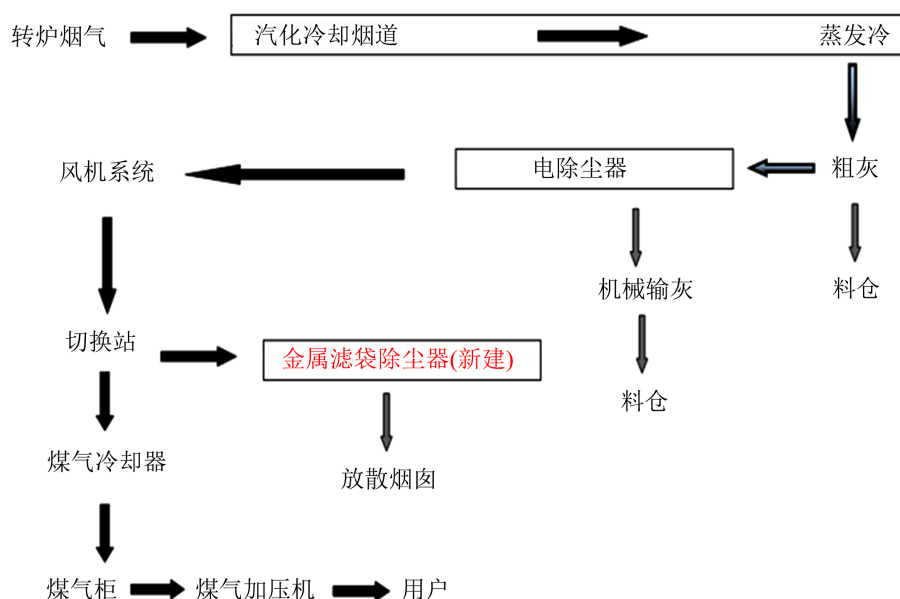 转炉烟气
汽化冷却烟道
蒸发冷
风机系统
电除尘器
粗灰
机械输灰
料仓
切换站
金属滤袋除尘器(新建)
料仓
煤气冷却器
放散烟囱
煤气柜
煤气加压机
用户